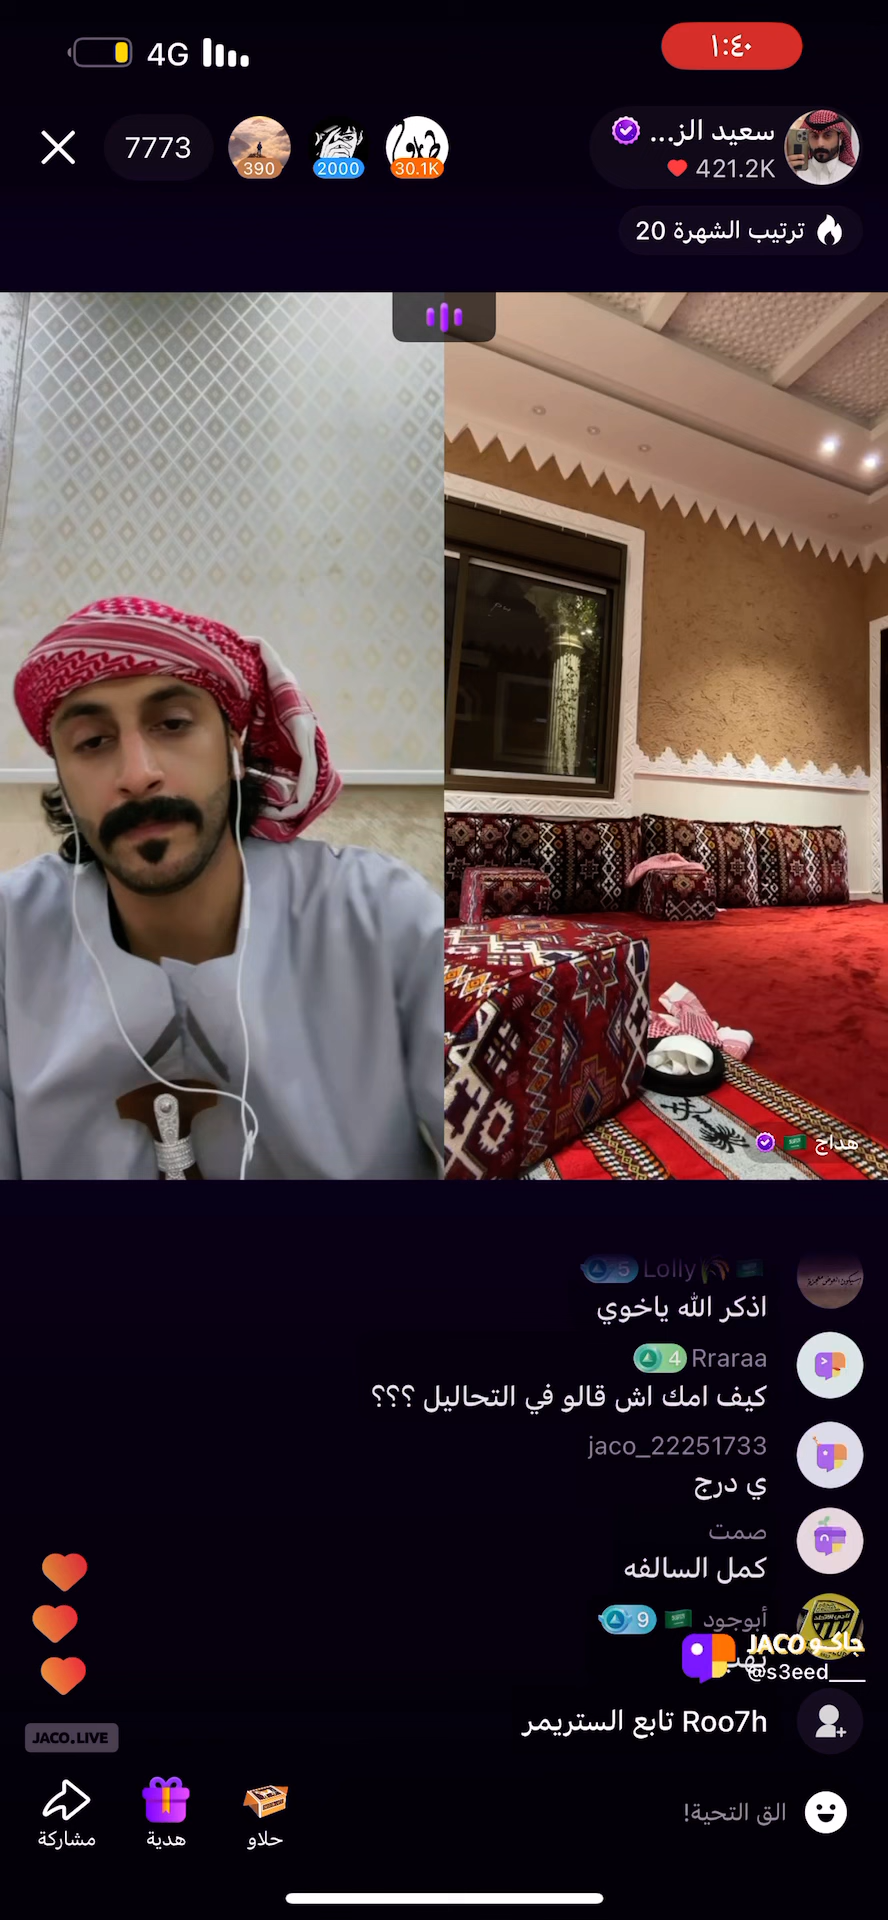 4G
١:٤٠
7773
390
2000
30.1K
سعيد الز...
421.2K
ترتيب الشهرة 20
هداج
5 Lolly
اذكر الله ياخوي
4 Rraraa
كيف امك اش قالو في التحاليل ؟؟؟
jaco_22251733
ي درج
صمت
كمل السالفه
أبوجود 9
JACO جاكو
@s3eed____
Roo7h تابع الستريمر
JACO.LIVE
مشاركة
هدية
حلاو
الق التحية!